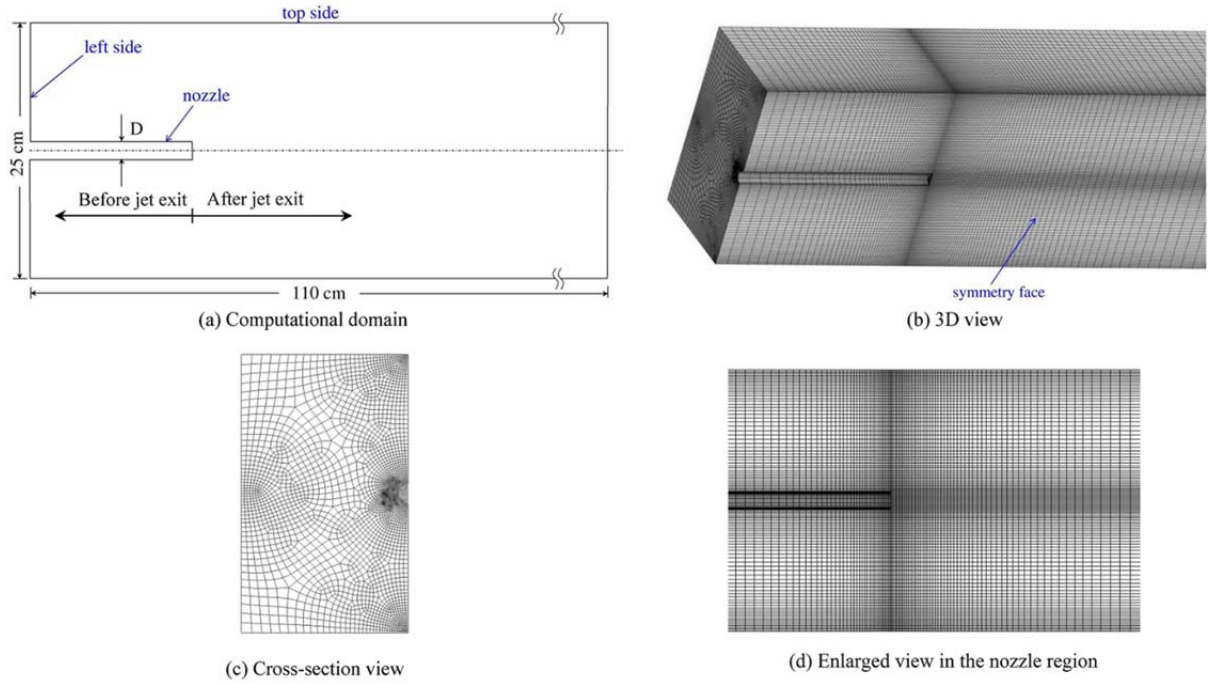 top side
left side
nozzle
D
25 cm
Before jet exit
After jet exit
110 cm
(a) Computational domain
symmetry face
(b) 3D view
(c) Cross-section view
(d) Enlarged view in the nozzle region